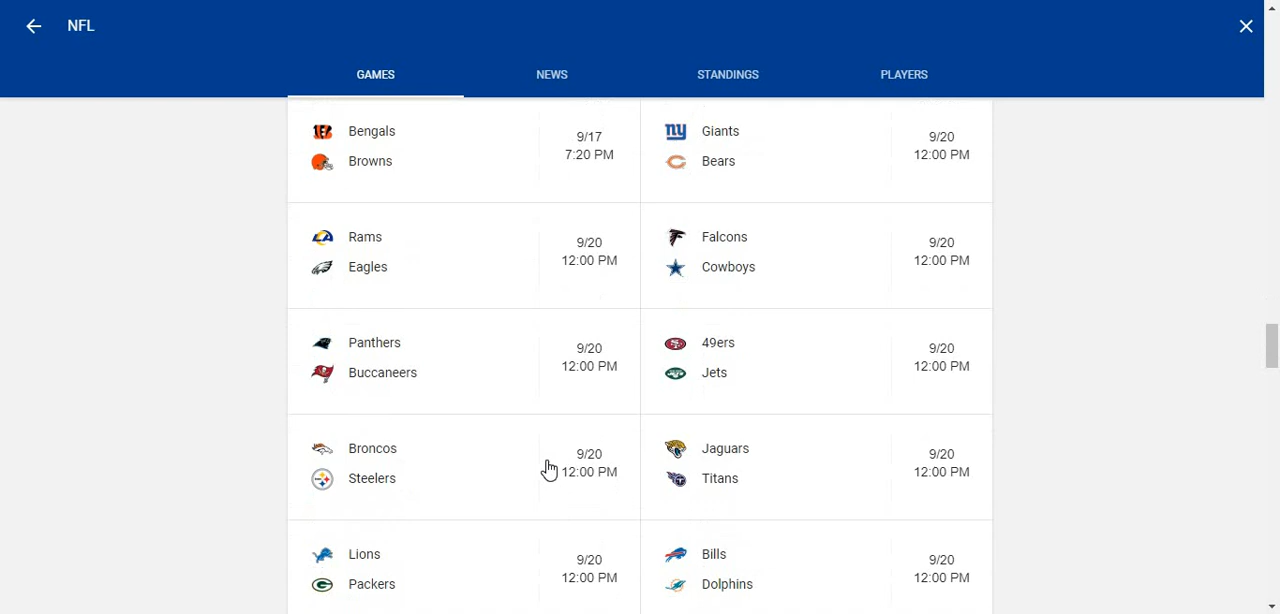 NFL
GAMES
NEWS
STANDINGS
PLAYERS
Bengals
Browns
9/17
7:20 PM
Giants
Bears
9/20
12:00 PM
Rams
Eagles
9/20
12:00 PM
Falcons
Cowboys
9/20
12:00 PM
Panthers
Buccaneers
9/20
12:00 PM
49ers
Jets
9/20
12:00 PM
Broncos
Steelers
9/20
12:00 PM
Jaguars
Titans
9/20
12:00 PM
Lions
Packers
9/20
12:00 PM
Bills
Dolphins
9/20
12:00 PM